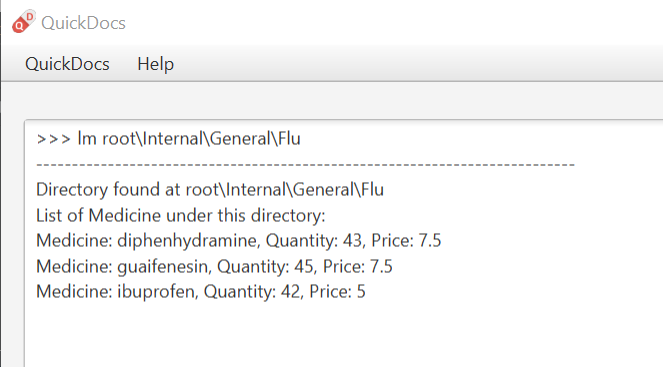 QuickDocs
QuickDocs Help
>>> lm root\Internal\General\Flu
--------------------------------------------------------------------------
Directory found at root\Internal\General\Flu
List of Medicine under this directory:
Medicine: diphenhydramine, Quantity: 43, Price: 7.5
Medicine: guaifenesin, Quantity: 45, Price: 7.5
Medicine: ibuprofen, Quantity: 42, Price: 5